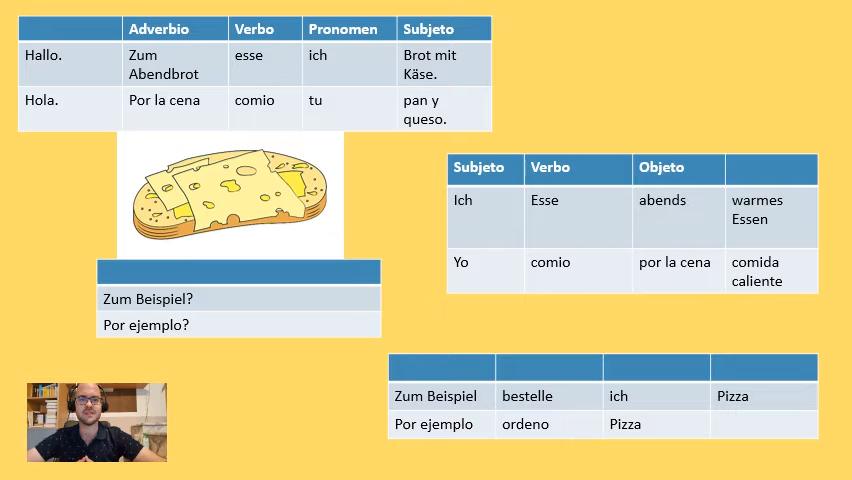 Adverbio Verbo Pronomen Subjeto
Hallo. Zum Abendbrot esse ich Brot mit Käse.
Hola. Por la cena comio tu pan y queso.
Subjeto Verbo Objeto
Ich Esse abends warmes Essen
Yo comio por la cena comida caliente
Zum Beispiel?
Por ejemplo?
Zum Beispiel bestelle ich Pizza
Por ejemplo ordeno Pizza